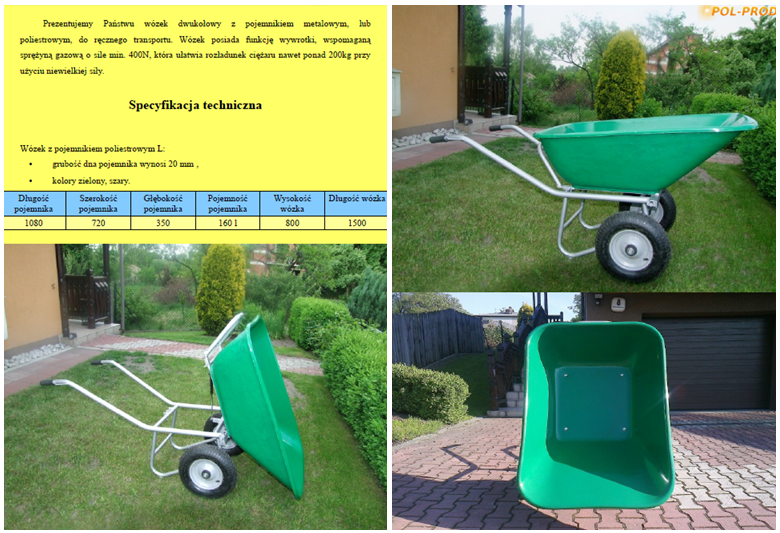 Prezentujemy Państwu wózek dwukołowy z pojemnikiem metalowym, lub
poliestrowym, do ręcznego transportu. Wózek posiada funkcję wywrotki, wspomaganą
sprężyną gazową o sile min. 400N, która ułatwia rozładunek ciężaru nawet ponad 200kg przy
użyciu niewielkiej siły.
Specyfikacja techniczna
Wózek z pojemnikiem poliestrowym L:
• grubość dna pojemnika wynosi 20 mm ,
• kolory zielony, szary.
Długość pojemnika Szerokość pojemnika Głębokość pojemnika Pojemność pojemnika Wysokość wózka Długość wózka
1080 720 350 160 l 800 1500
POL-PROD
8